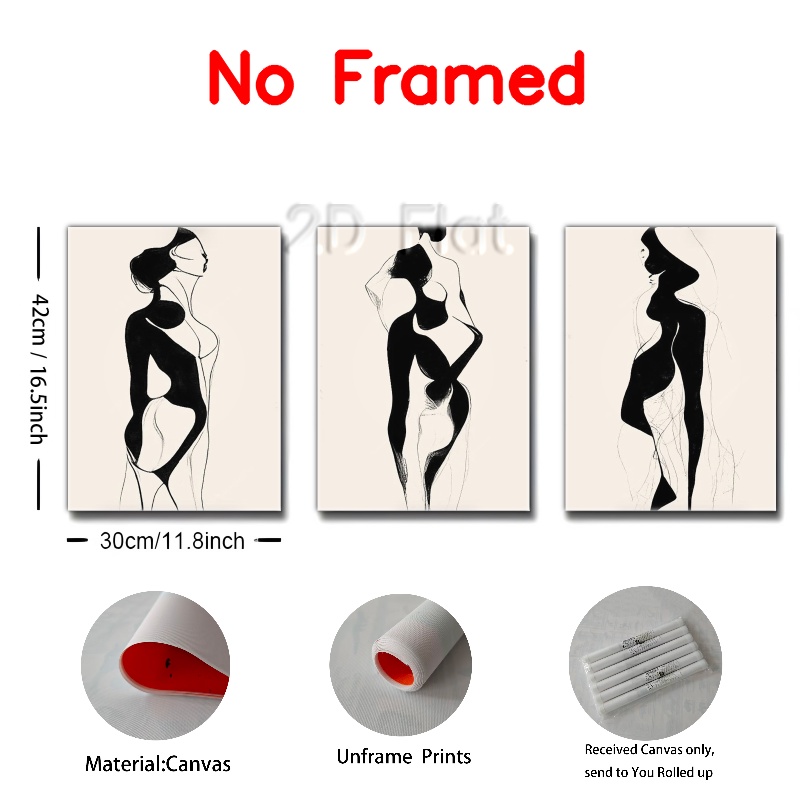 No Framed
2D Flat
42cm / 16.5inch
30cm/11.8inch
Material:Canvas
Unframe Prints
Received Canvas only,
send to You Rolled up